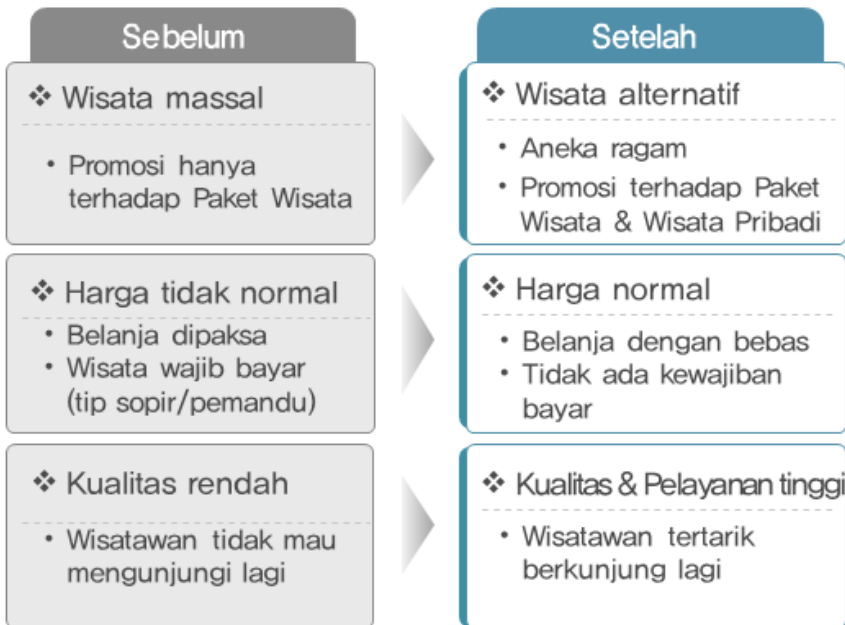 Sebelum
Setelah
❖ Wisata massal
• Promosi hanya
terhadap Paket Wisata
❖ Wisata alternatif
• Aneka ragam
• Promosi terhadap Paket
Wisata & Wisata Pribadi
❖ Harga tidak normal
• Belanja dipaksa
• Wisata wajib bayar
(tip sopir/pemandu)
❖ Harga normal
• Belanja dengan bebas
• Tidak ada kewajiban
bayar
❖ Kualitas rendah
• Wisatawan tidak mau
mengunjungi lagi
❖ Kualitas & Pelayanan tinggi
• Wisatawan tertarik
berkunjung lagi